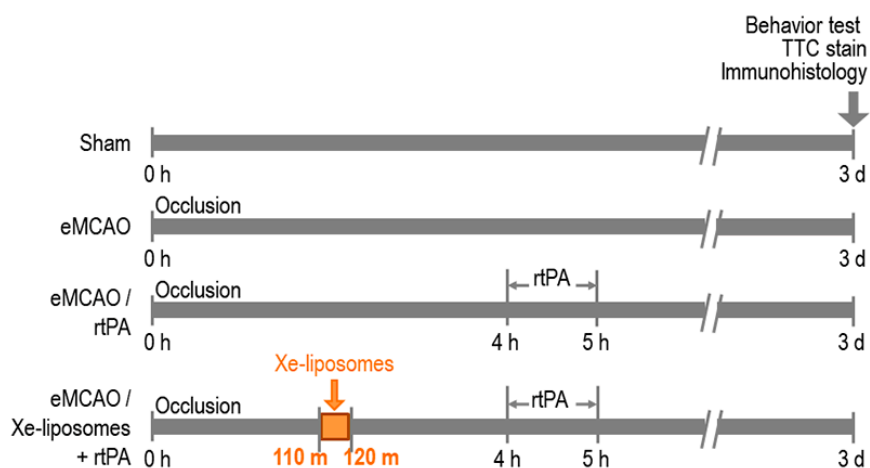 Behavior test
TTC stain
Immunohistology
Sham
0 h
3 d
Occlusion
eMCAO
0 h
3 d
eMCAO /
rtPA
Occlusion
rtPA
0 h
4 h
5 h
3 d
Xe-liposomes
eMCAO /
Xe-liposomes
+ rtPA
Occlusion
rtPA
0 h
110 m
120 m
4 h
5 h
3 d